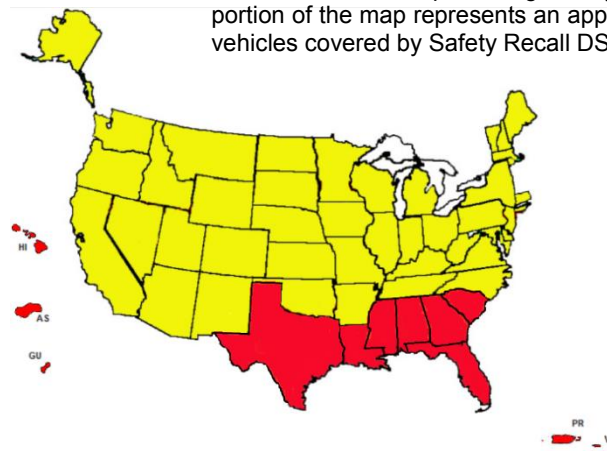 portion of the map represents an app
vehicles covered by Safety Recall DS
HI
AS
GU
PR